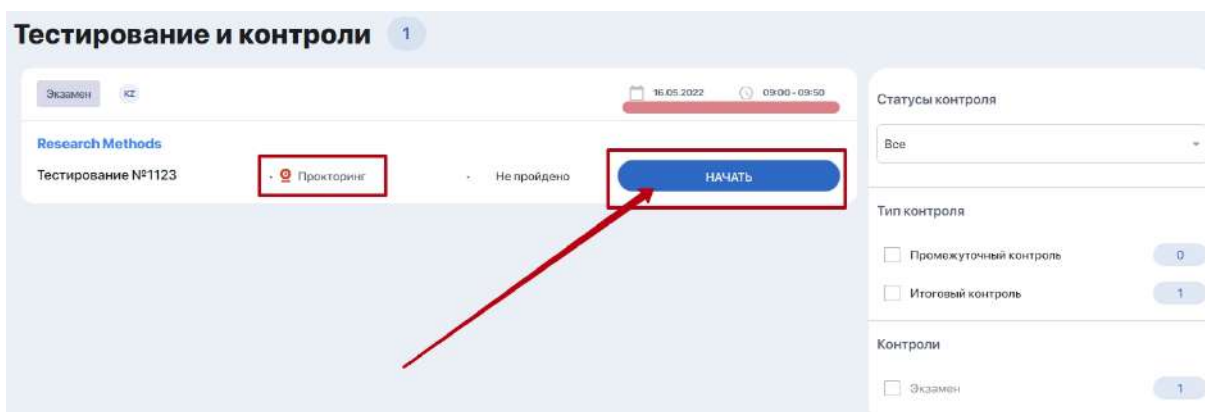 Тестирование и контроли 1
Экзамен KZ 16.05.2022 09:00 - 09:50
Research Methods
Тестирование №1123 · Прокторинг · Не пройдено НАЧАТЬ
Статусы контроля
Все
Тип контроля
Промежуточный контроль 0
Итоговый контроль 1
Контроли
Экзамен 1